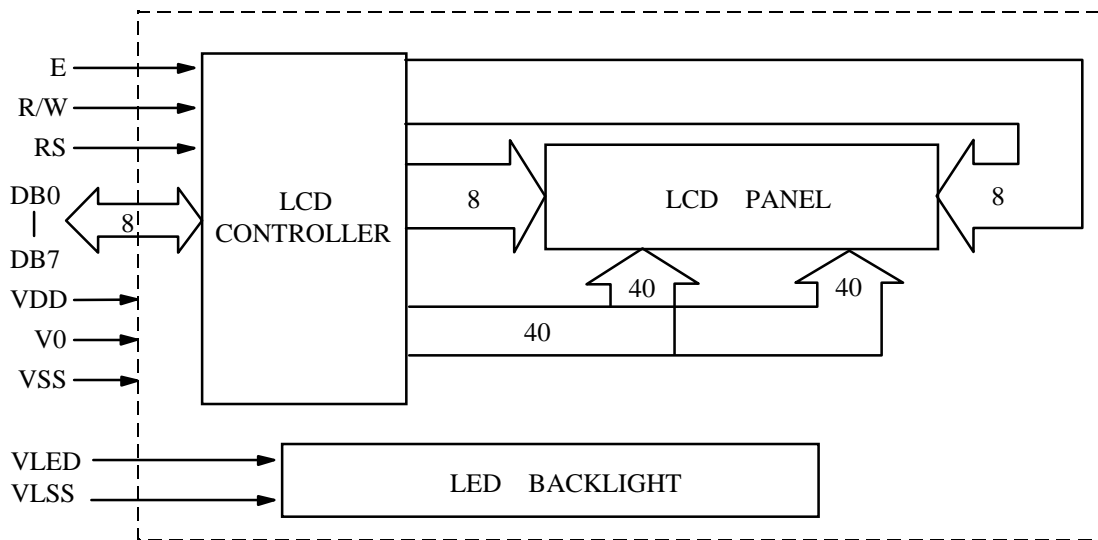 E
R/W
RS
DB0
DB7
8
VDD
V0
VSS
LCD
CONTROLLER
8
LCD PANEL
8
40
40
40
VLED
VLSS
LED BACKLIGHT